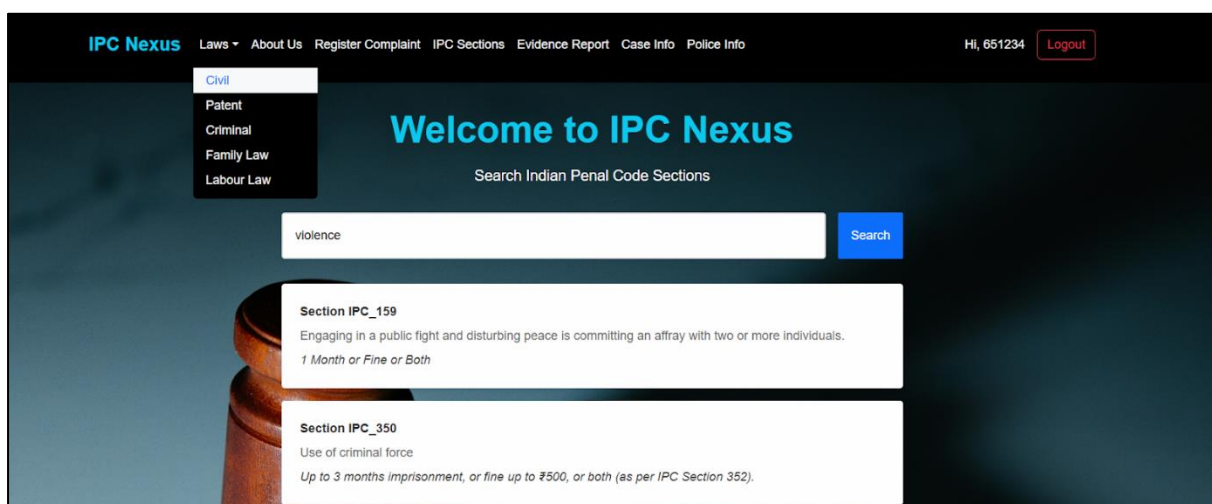 IPC Nexus Laws About Us Register Complaint IPC Sections Evidence Report Case Info Police Info Hi, 651234 Logout
Civil
Patent
Criminal
Family Law
Labour Law
Welcome to IPC Nexus
Search Indian Penal Code Sections
violence Search
Section IPC_159
Engaging in a public fight and disturbing peace is committing an affray with two or more individuals.
1 Month or Fine or Both
Section IPC_350
Use of criminal force
Up to 3 months imprisonment, or fine up to ₹500, or both (as per IPC Section 352).